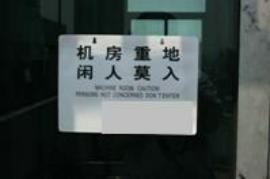 机房重地
闲人莫入
MACHINE ROOM CAUTION
PERSONS NOT CONCERNED DON'T ENTER